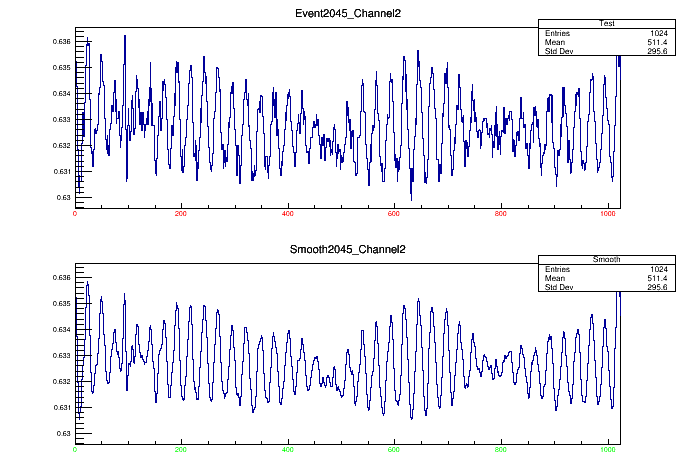 Event2045_Channel2
Test
Entries 1024
Mean 511.4
Std Dev 295.6
0.636
0.635
0.634
0.633
0.632
0.631
0.63
0 200 400 600 800 1000
Smooth2045_Channel2
Smooth
Entries 1024
Mean 511.4
Std Dev 295.6
0.636
0.635
0.634
0.633
0.632
0.631
0.63
0 200 400 600 800 1000